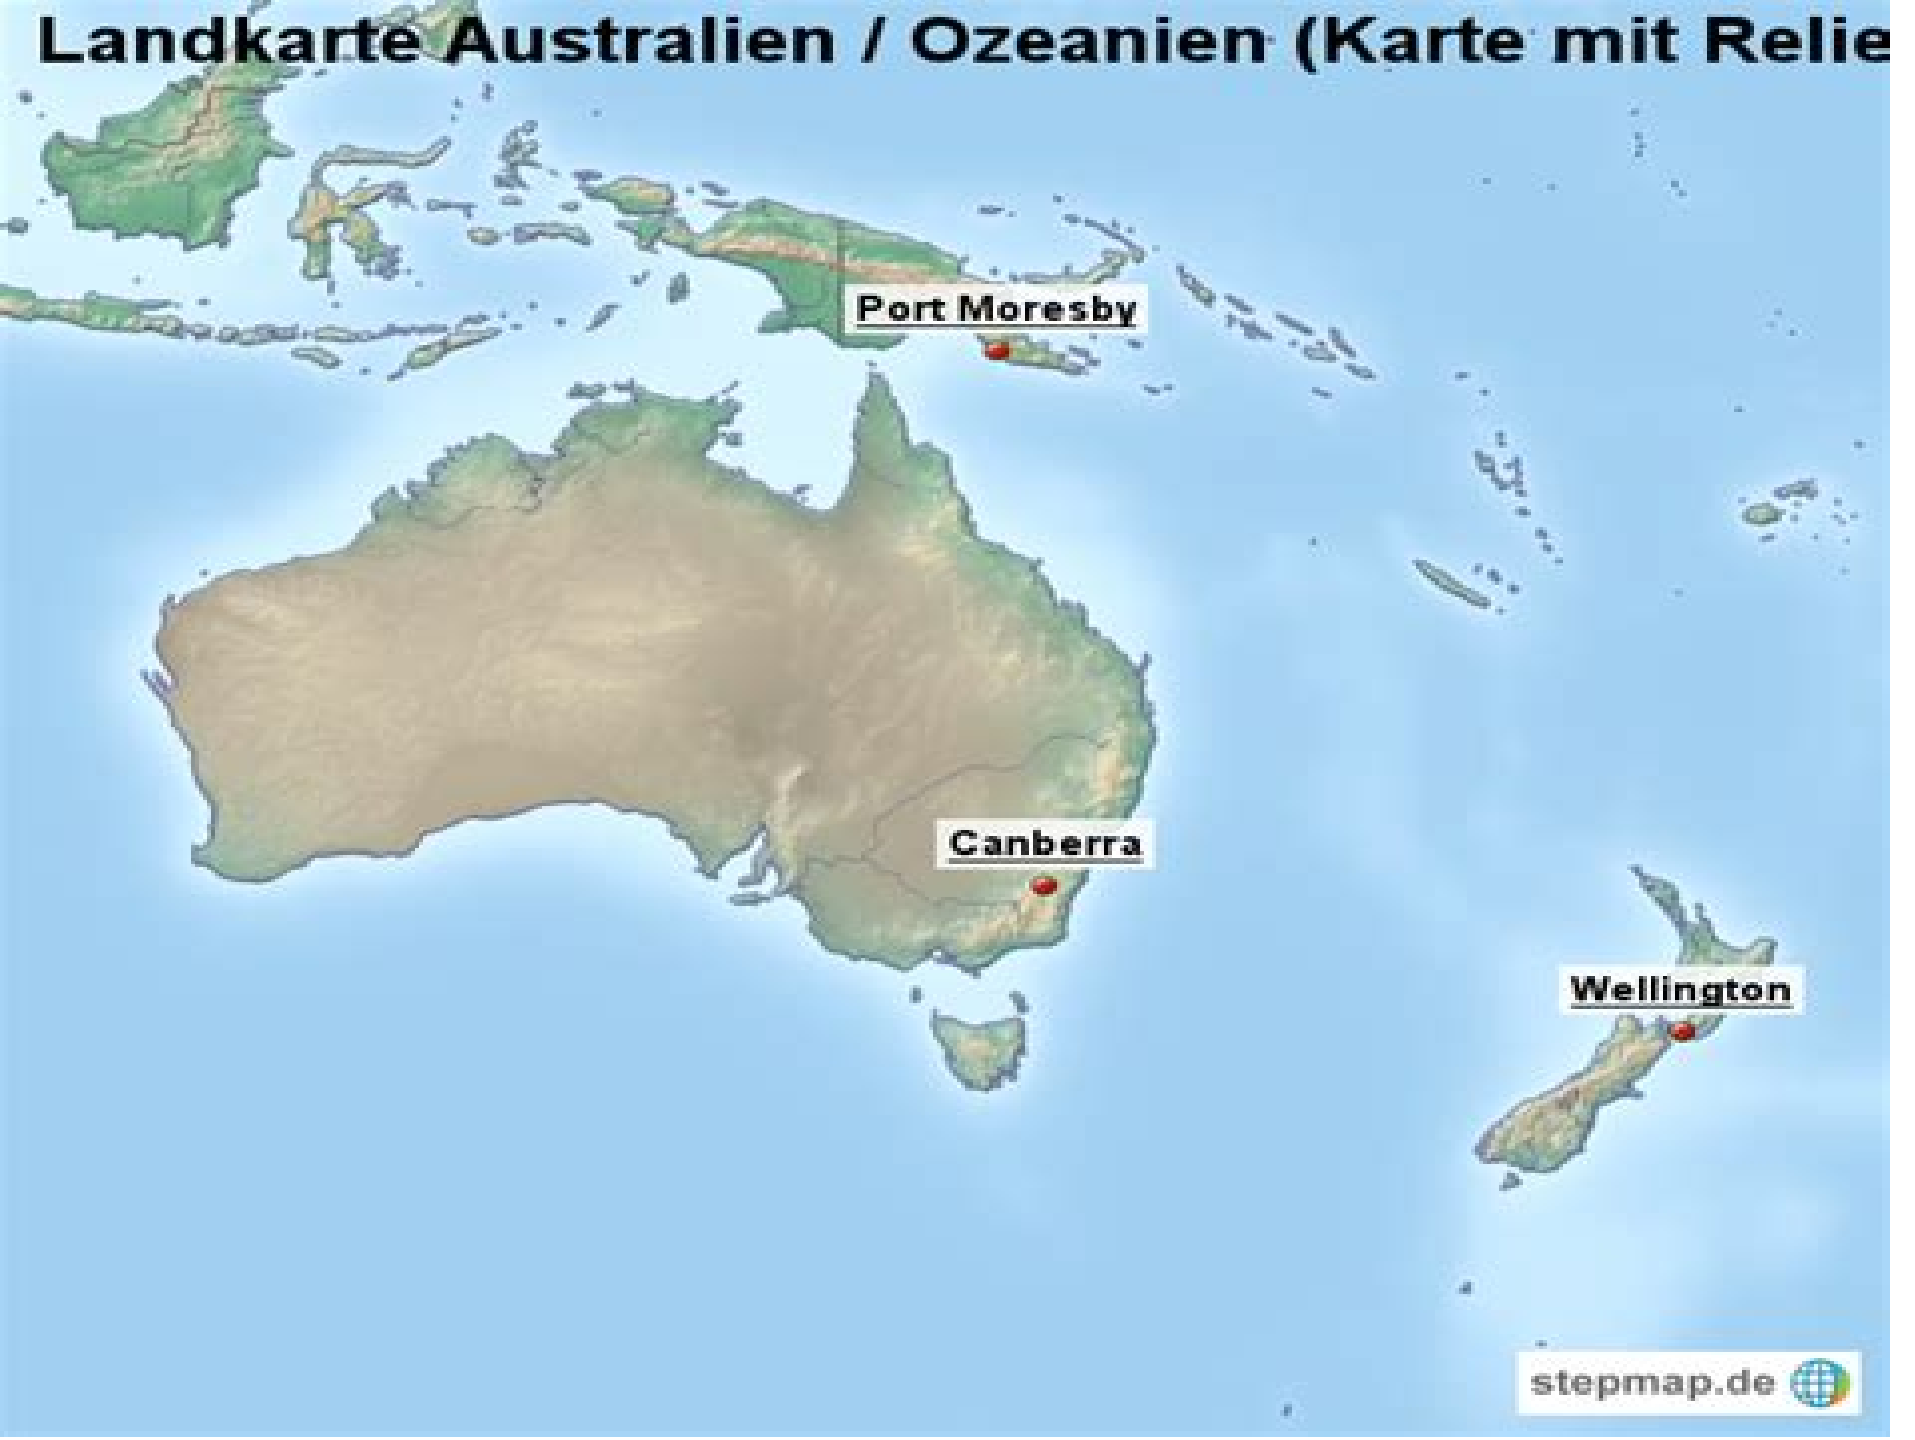 Landkarte Australien / Ozeanien (Karte mit Relie
Port Moresby
Canberra
Wellington
stepmap.de